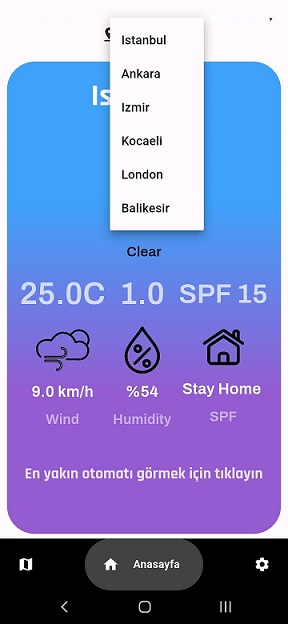 Istanbul
Ankara
Izmir
Kocaeli
London
Balikesir
Is
Clear
25.0C 1.0 SPF 15
9.0 km/h %54 Stay Home
Wind Humidity SPF
En yakın otomatı görmek için tıklayın
Anasayfa